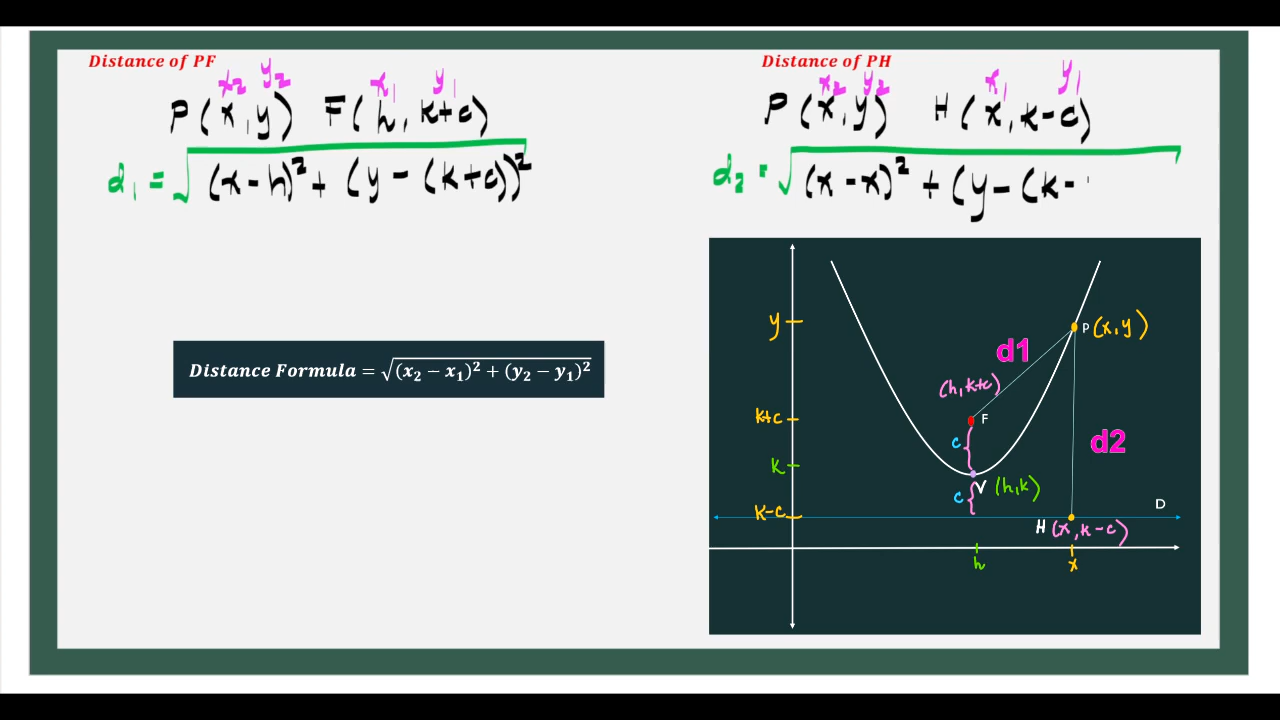 Distance of PF
x₂ y₂ x₁ y₁
P(x,y) F(h, k+c)
d₁ = √(x-h)² + (y-(k+c))²
Distance of PH
x₂ y₂ x₁ y₁
P(x,y) H(x, k-c)
d₂ = √(x-x)² + (y-(k-
Distance Formula = √(x₂ − x₁)² + (y₂ − y₁)²
y
P (x,y)
d1
(h, k+c)
k+c
F
c
d2
k
V (h,k)
c
k-c
D
H (x, k-c)
h
x